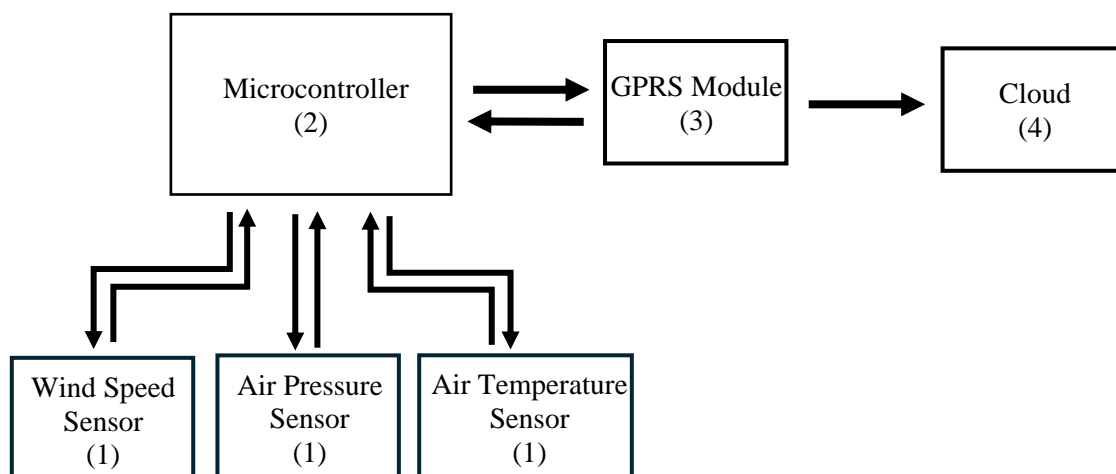 Microcontroller
(2)
GPRS Module
(3)
Cloud
(4)
Wind Speed
Sensor
(1)
Air Pressure
Sensor
(1)
Air Temperature
Sensor
(1)